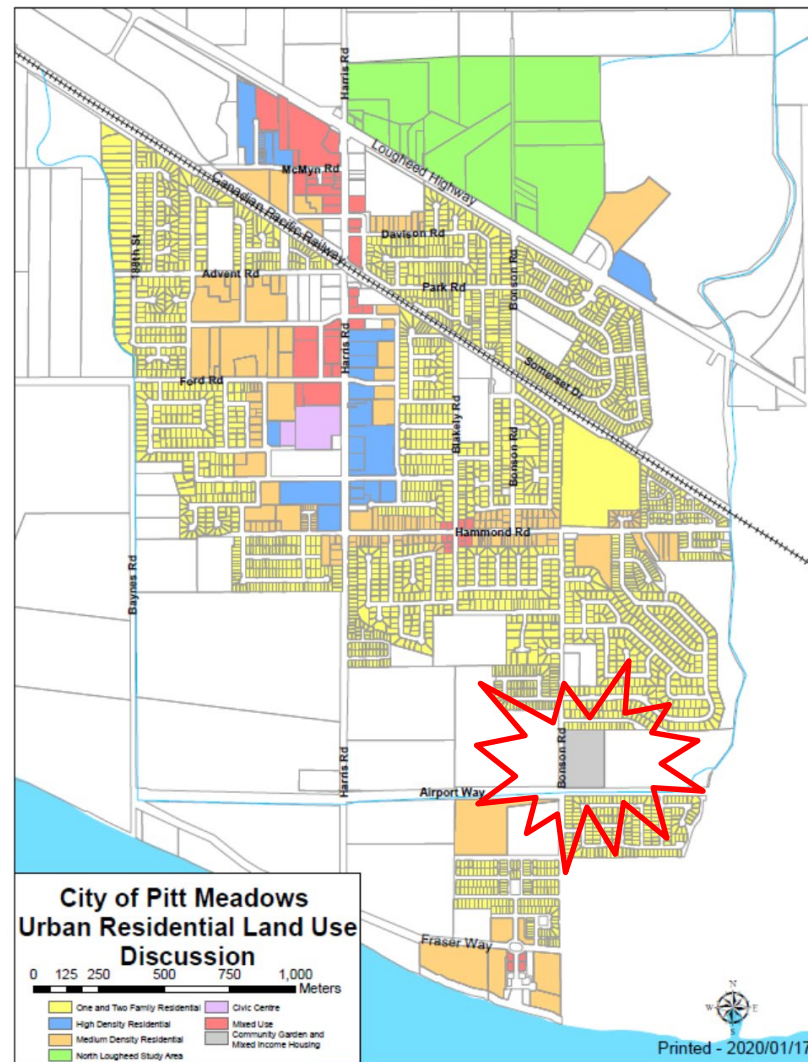 Harris Rd
Lougheed Highway
McMyn Rd
Canadian Pacific Railway
Davison Rd
188th St
Advent Rd
Park Rd
Bonson Rd
Harris Rd
Somerset Dr
Ford Rd
Blakely Rd
Bonson Rd
Hammond Rd
Baynes Rd
Bonson Rd
Harris Rd
Airport Way
Fraser Way
City of Pitt Meadows
Urban Residential Land Use
Discussion
0 125 250 500 750 1,000
Meters
One and Two Family Residential
High Density Residential
Medium Density Residential
North Lougheed Study Area
Civic Centre
Mixed Use
Community Garden and
Mixed Income Housing
N
W E
S
Printed - 2020/01/17